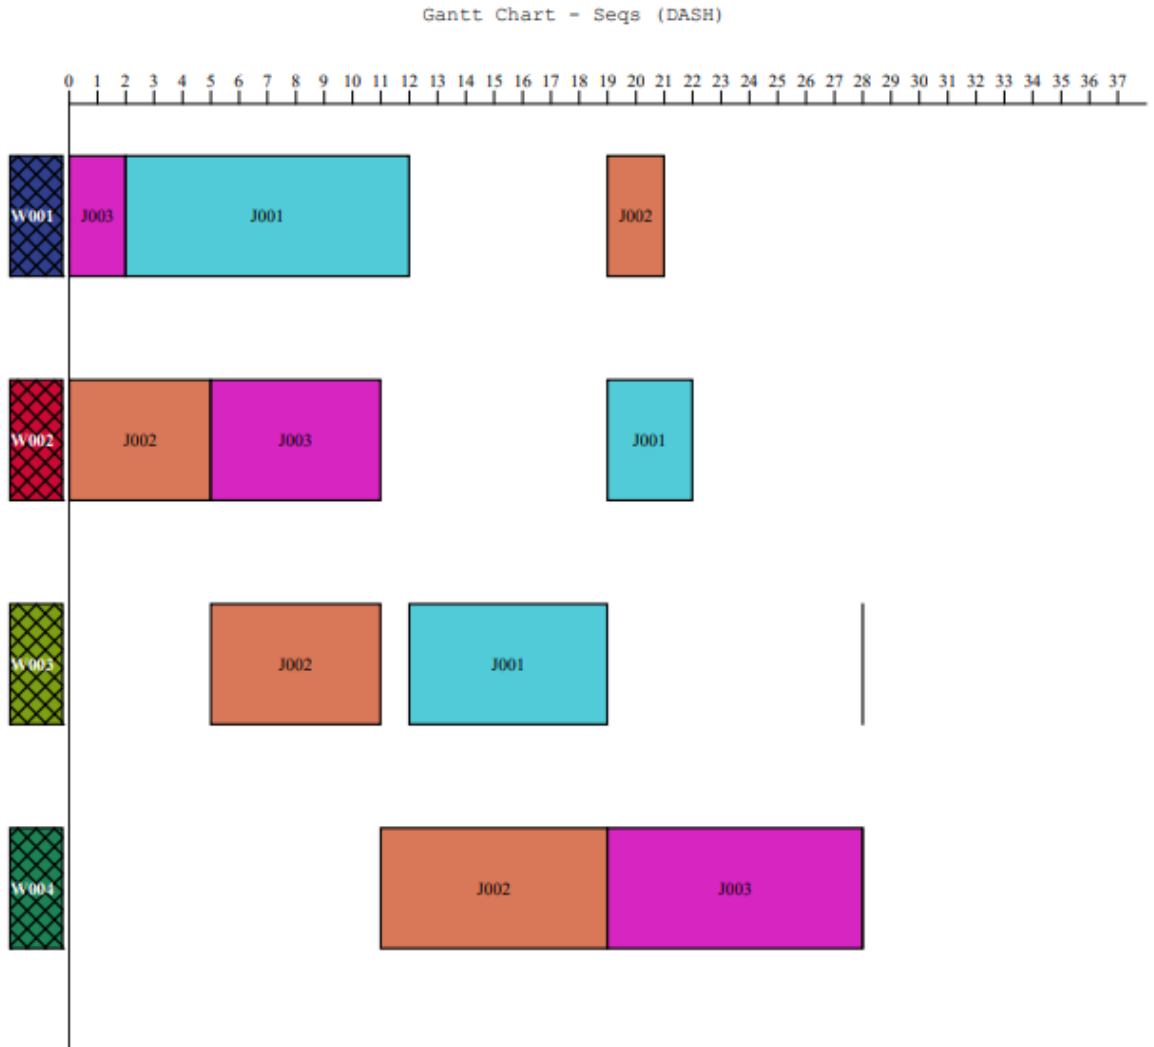 Gantt Chart - Seqs (DASH)
0 1 2 3 4 5 6 7 8 9 10 11 12 13 14 15 16 17 18 19 20 21 22 23 24 25 26 27 28 29 30 31 32 33 34 35 36 37
W001 J003 J001 J002
W002 J002 J003 J001
W003 J002 J001
W004 J002 J003